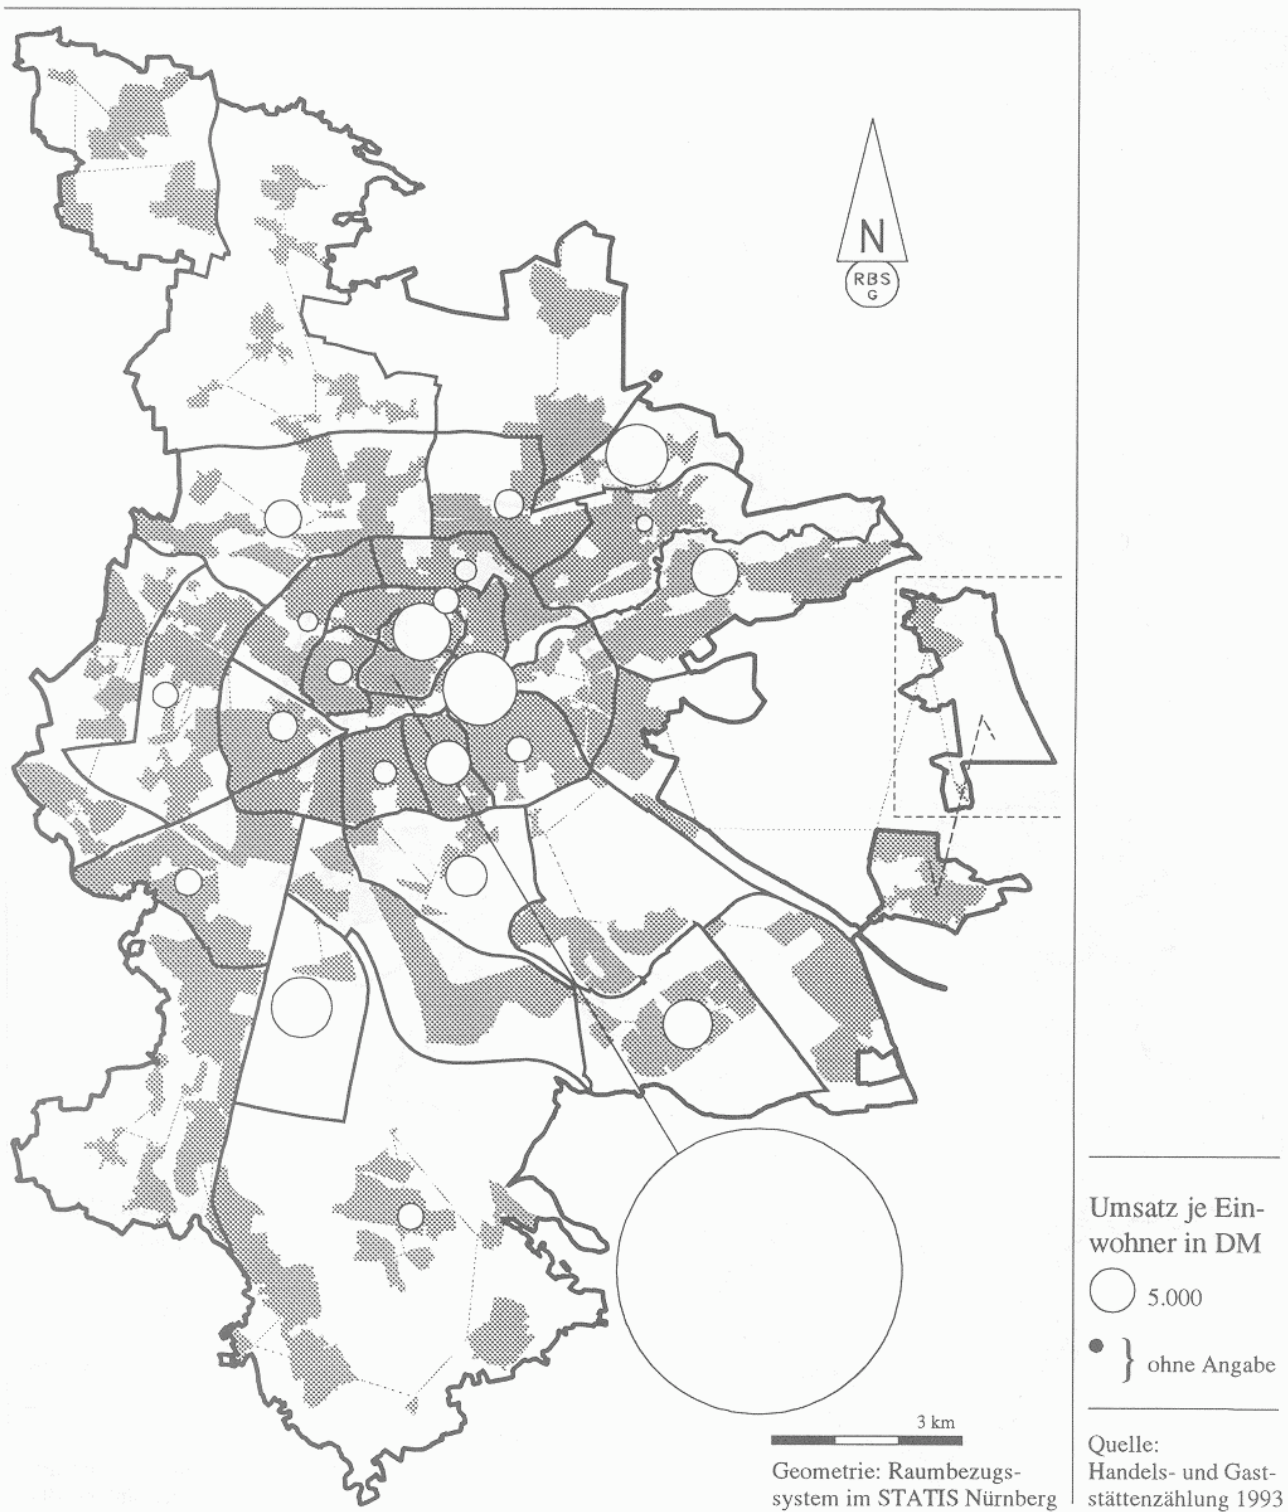 N
RBS
G
Umsatz je Ein-
wohner in DM
5.000
} ohne Angabe
3 km
Geometrie: Raumbezugs-
system im STATIS Nürnberg
Quelle:
Handels- und Gast-
stättenzählung 1993